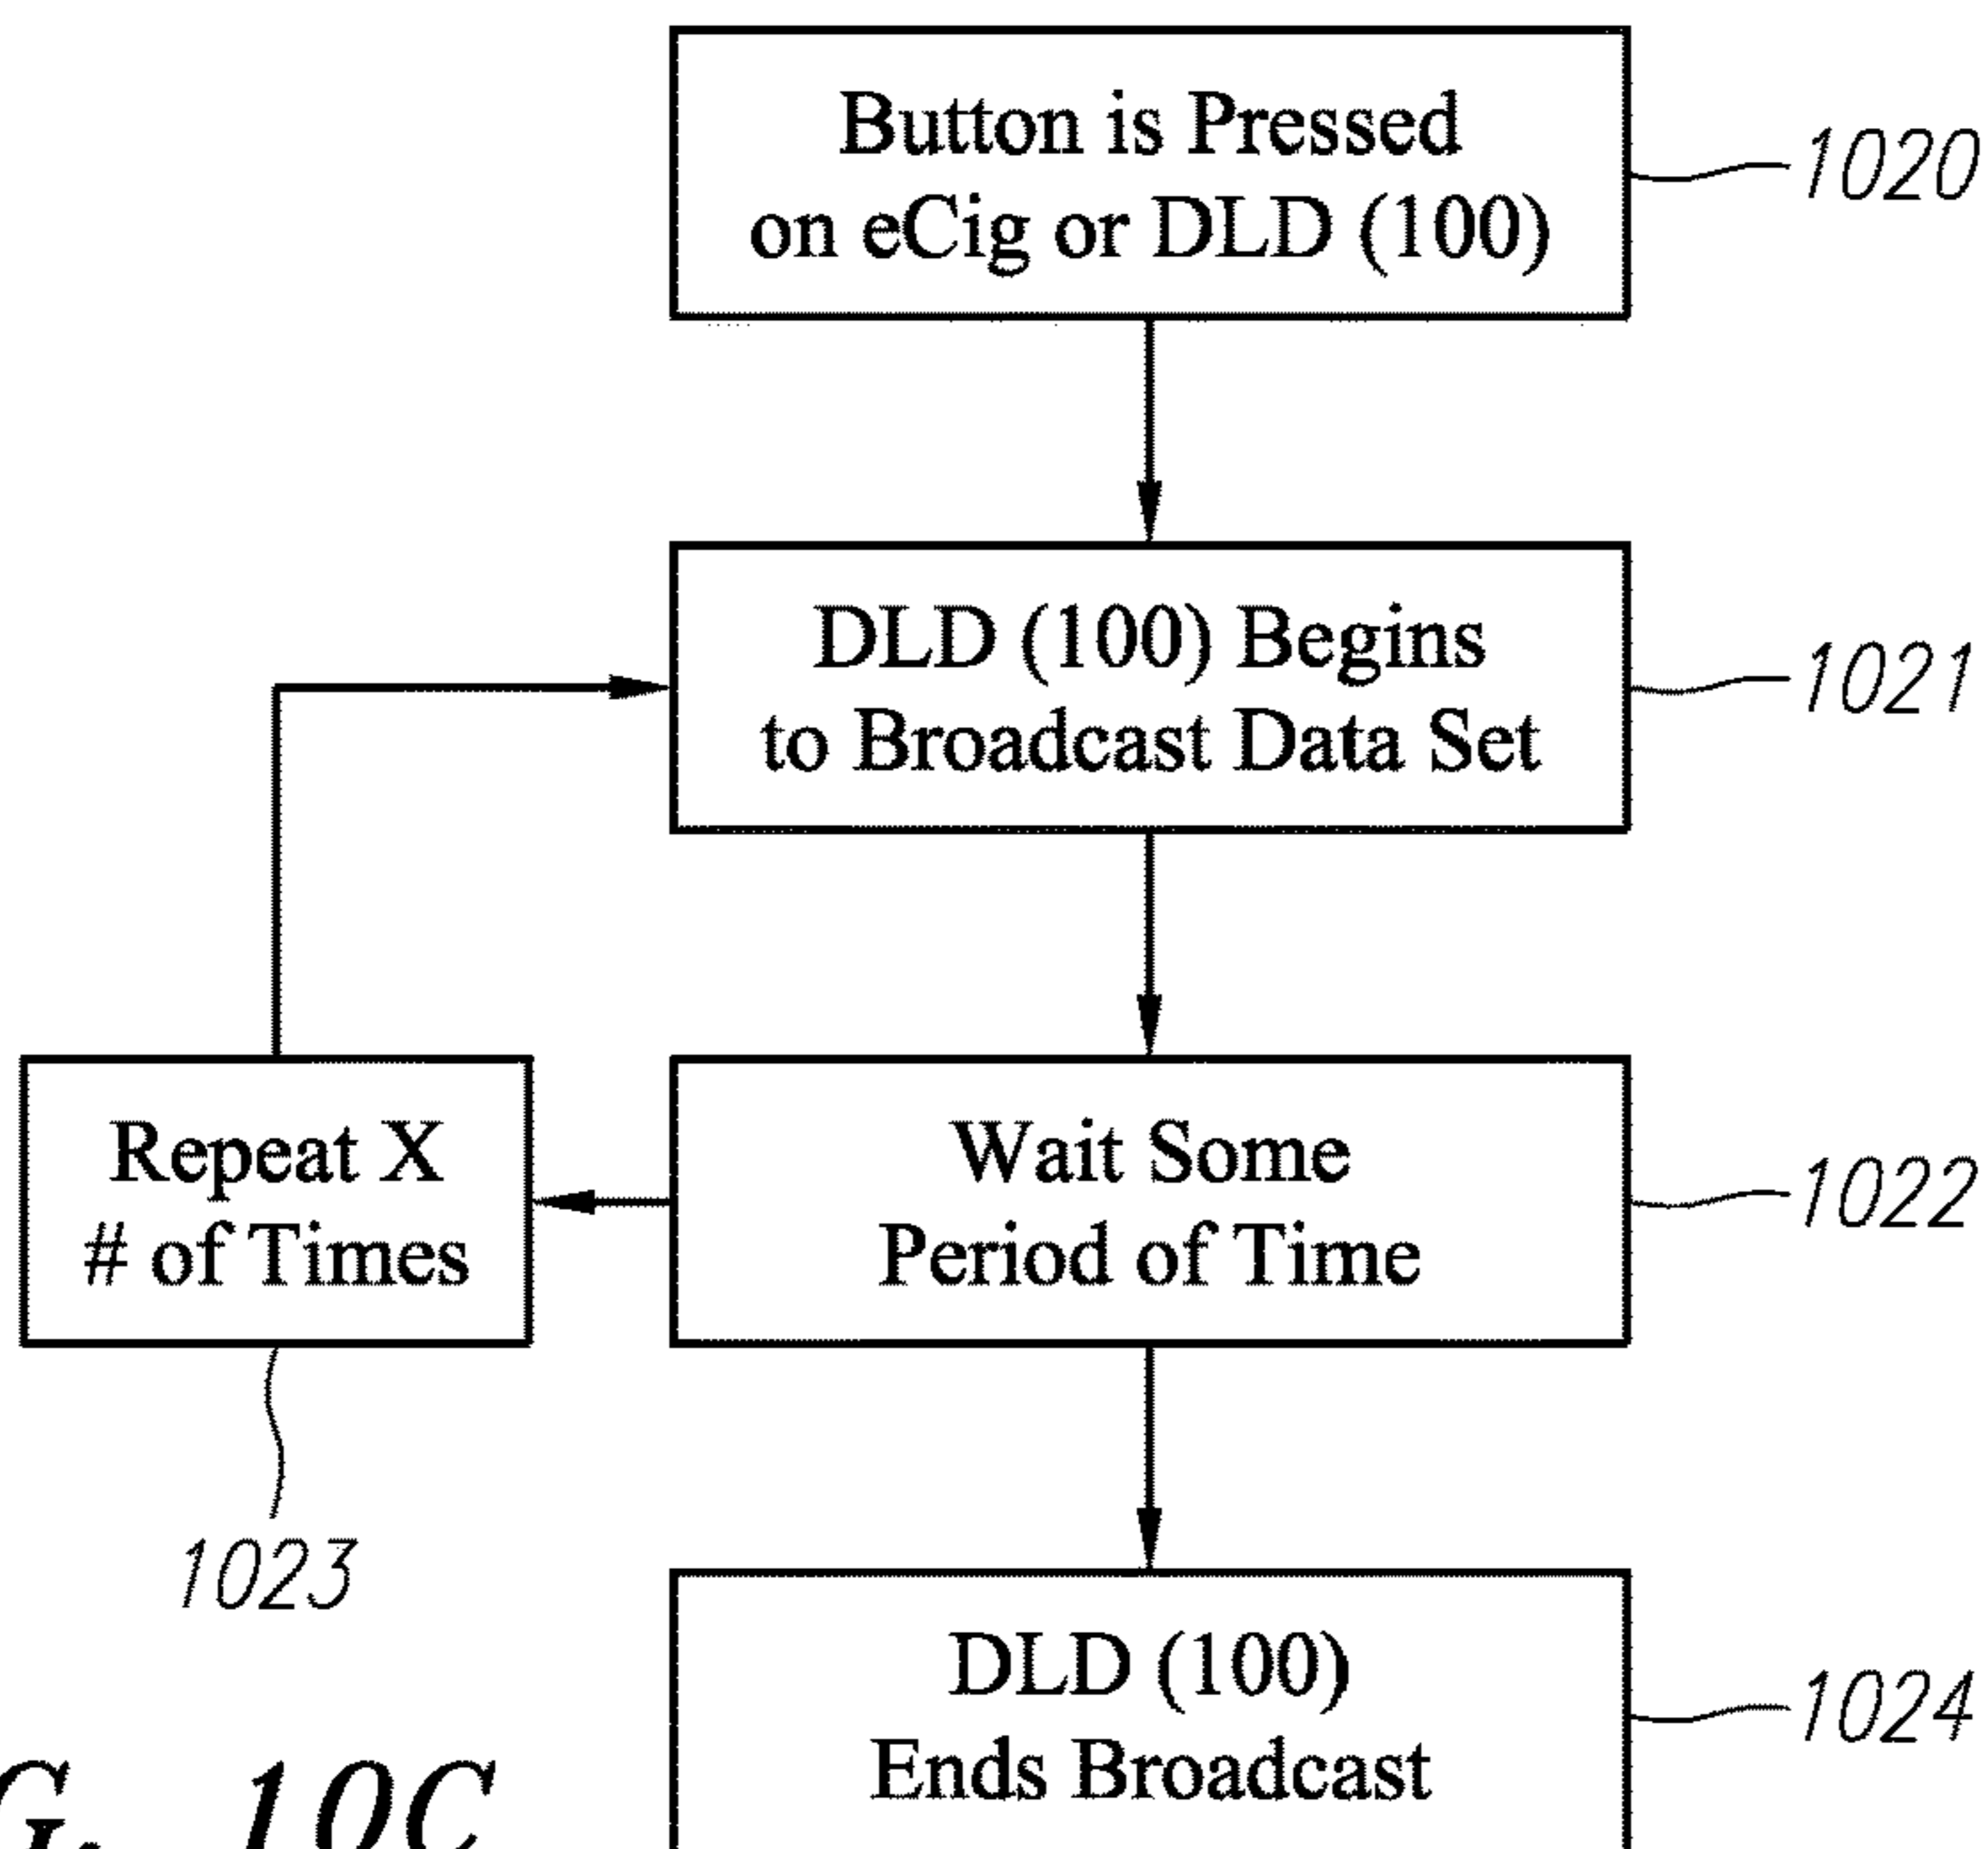 Button is Pressed
on eCig or DLD (100)
1020
DLD (100) Begins
to Broadcast Data Set
1021
Repeat X
# of Times
1023
Wait Some
Period of Time
1022
DLD (100)
Ends Broadcast
1024
G. 10C